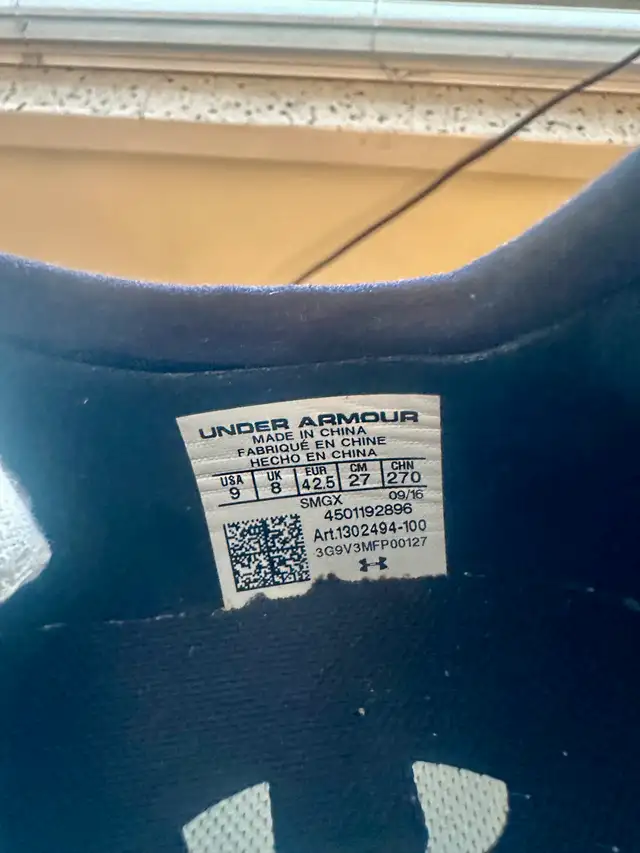 UNDER ARMOUR
MADE IN CHINA
FABRIQUÉ EN CHINE
HECHO EN CHINA
USA UK EUR CM CHN
9 8 42.5 27 270
SMGX 09/16
4501192896
Art.1302494-100
3G9V3MFP00127